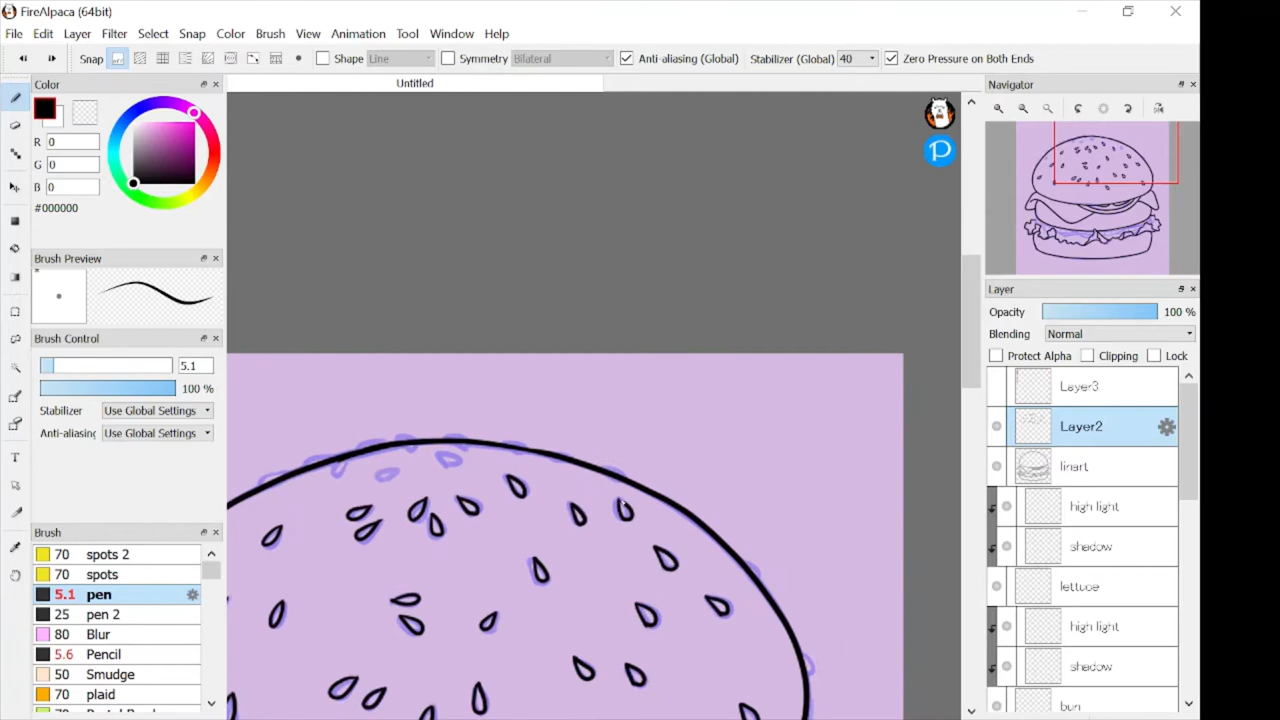 FireAlpaca (64bit)
File Edit Layer Filter Select Snap Color Brush View Animation Tool Window Help
Snap Shape Line Symmetry Bilateral Anti-aliasing (Global) Stabilizer (Global) 40 Zero Pressure on Both Ends
Color
Untitled
Navigator
R 0
G 0
B 0
#000000
Brush Preview
Brush Control
5.1
100 %
Stabilizer Use Global Settings
Anti-aliasing Use Global Settings
Brush
70 spots 2
70 spots
5.1 pen
25 pen 2
80 Blur
5.6 Pencil
50 Smudge
70 plaid
Layer
Opacity 100 %
Blending Normal
Protect Alpha Clipping Lock
Layer3
Layer2
linart
high light
shadow
lettuce
high light
shadow
bun